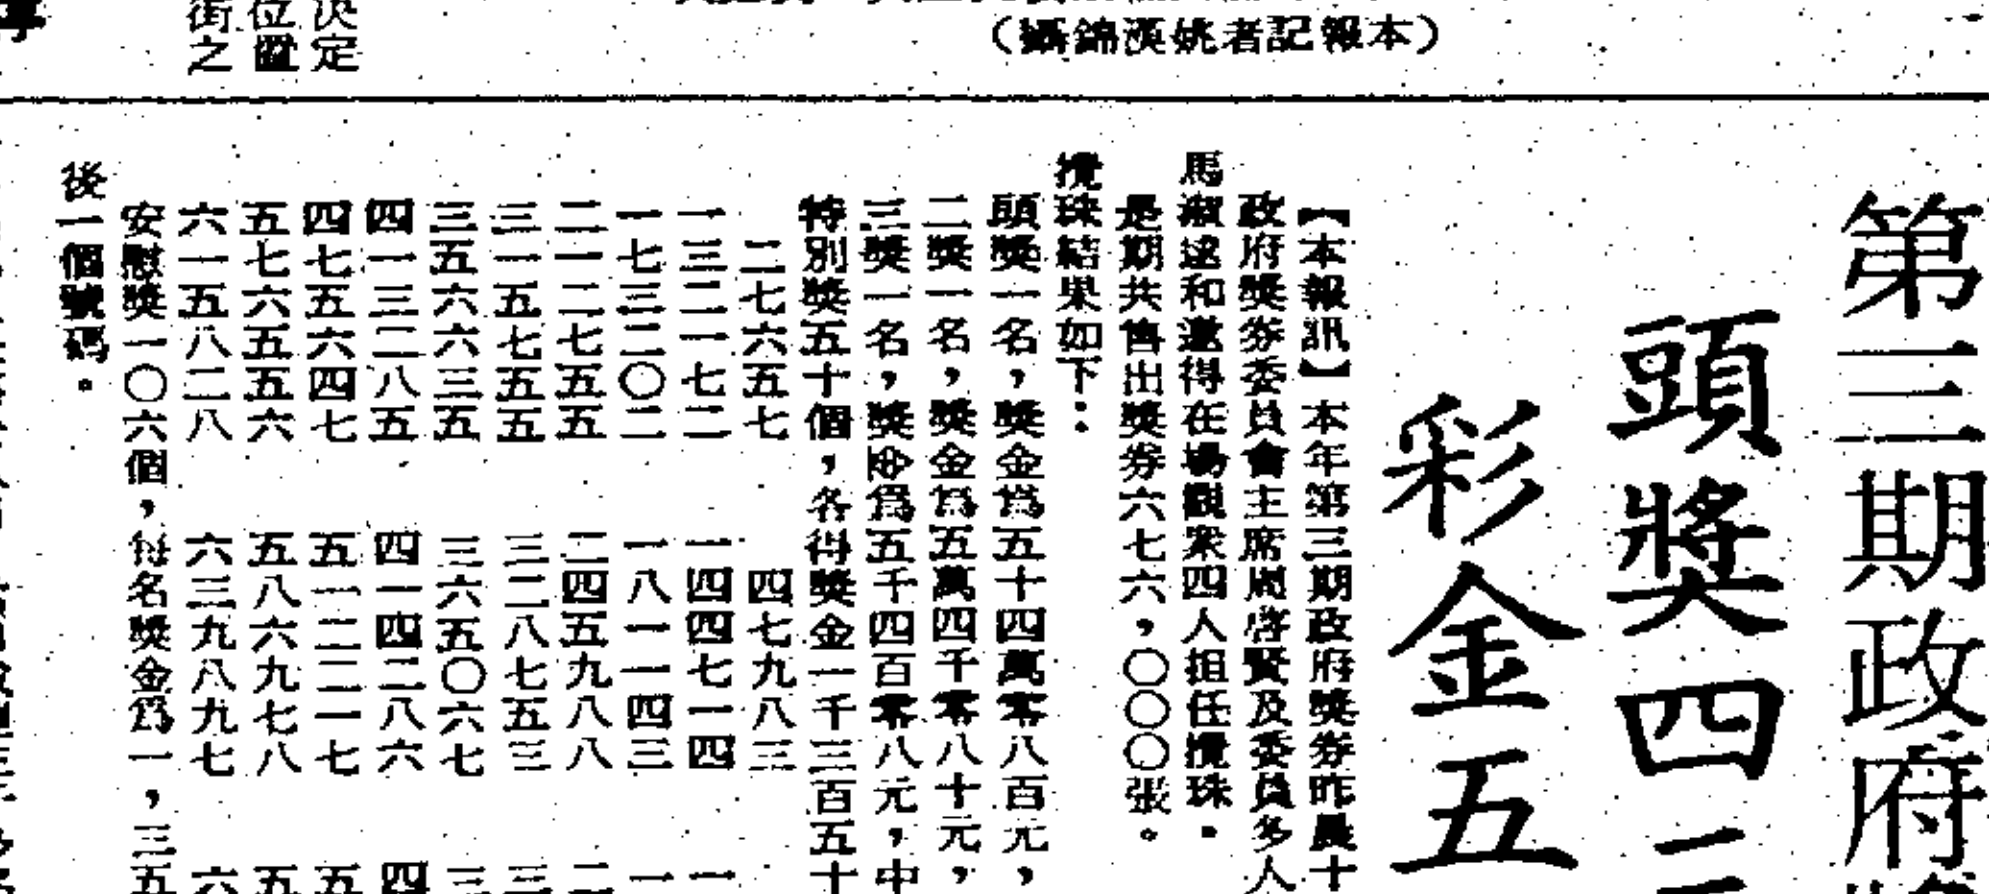 （本報記者姚漢錦攝）
決定
位置
街之
第三期政府獎
頭獎四二
彩金五
【本報訊】本年第三期政府獎券昨晨十
政府獎券委員會主席周啓賢及委員多人
馬淑逑和邀得在場觀衆四人担任攪珠。
是期共售出獎券六七六，〇〇〇張。
攪珠結果如下：
頭獎一名，獎金爲五十四萬零八百元，
二獎一名，獎金爲五萬四千零八十元，
三獎一名，獎金爲五千四百零八元，中
特別獎五十個，各得獎金一千三百五十
二七六五七　四七九八三
一三二一七二　一四四七一四　一
一七三二〇二　一八一一四三　一
二一二七五五　二四五九八八　二
三一五七五五　三二八七五三　三
三五六六三五　三六五〇六七　三
四一三二八五　四一四二八六　四
四七五六四七　五一二二一七　五
五七六五五六　五八六九七八　五
六一五八二八　六三九八九七　六
安慰獎一〇六個，每名獎金爲一，三五
後一個號碼。